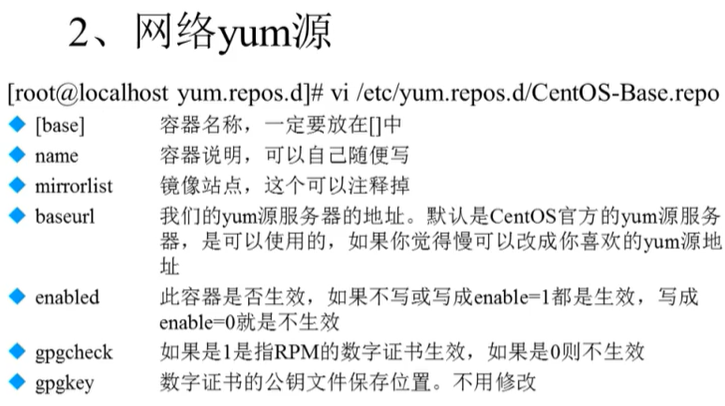 2、网络yum源
[root@localhost yum.repos.d]# vi /etc/yum.repos.d/CentOS-Base.repo
[base] 容器名称，一定要放在[]中
name 容器说明，可以自己随便写
mirrorlist 镜像站点，这个可以注释掉
baseurl 我们的yum源服务器的地址。默认是CentOS官方的yum源服务
器，是可以使用的，如果你觉得慢可以改成你喜欢的yum源地
址
enabled 此容器是否生效，如果不写或写成enable=1都是生效，写成
enable=0就是不生效
gpgcheck 如果是1是指RPM的数字证书生效，如果是0则不生效
gpgkey 数字证书的公钥文件保存位置。不用修改